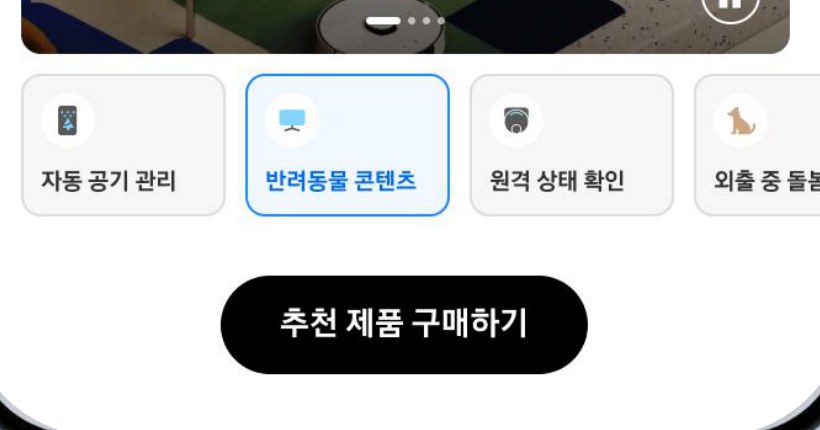 자동 공기 관리
반려동물 콘텐츠
원격 상태 확인
외출 중 돌봄
추천 제품 구매하기